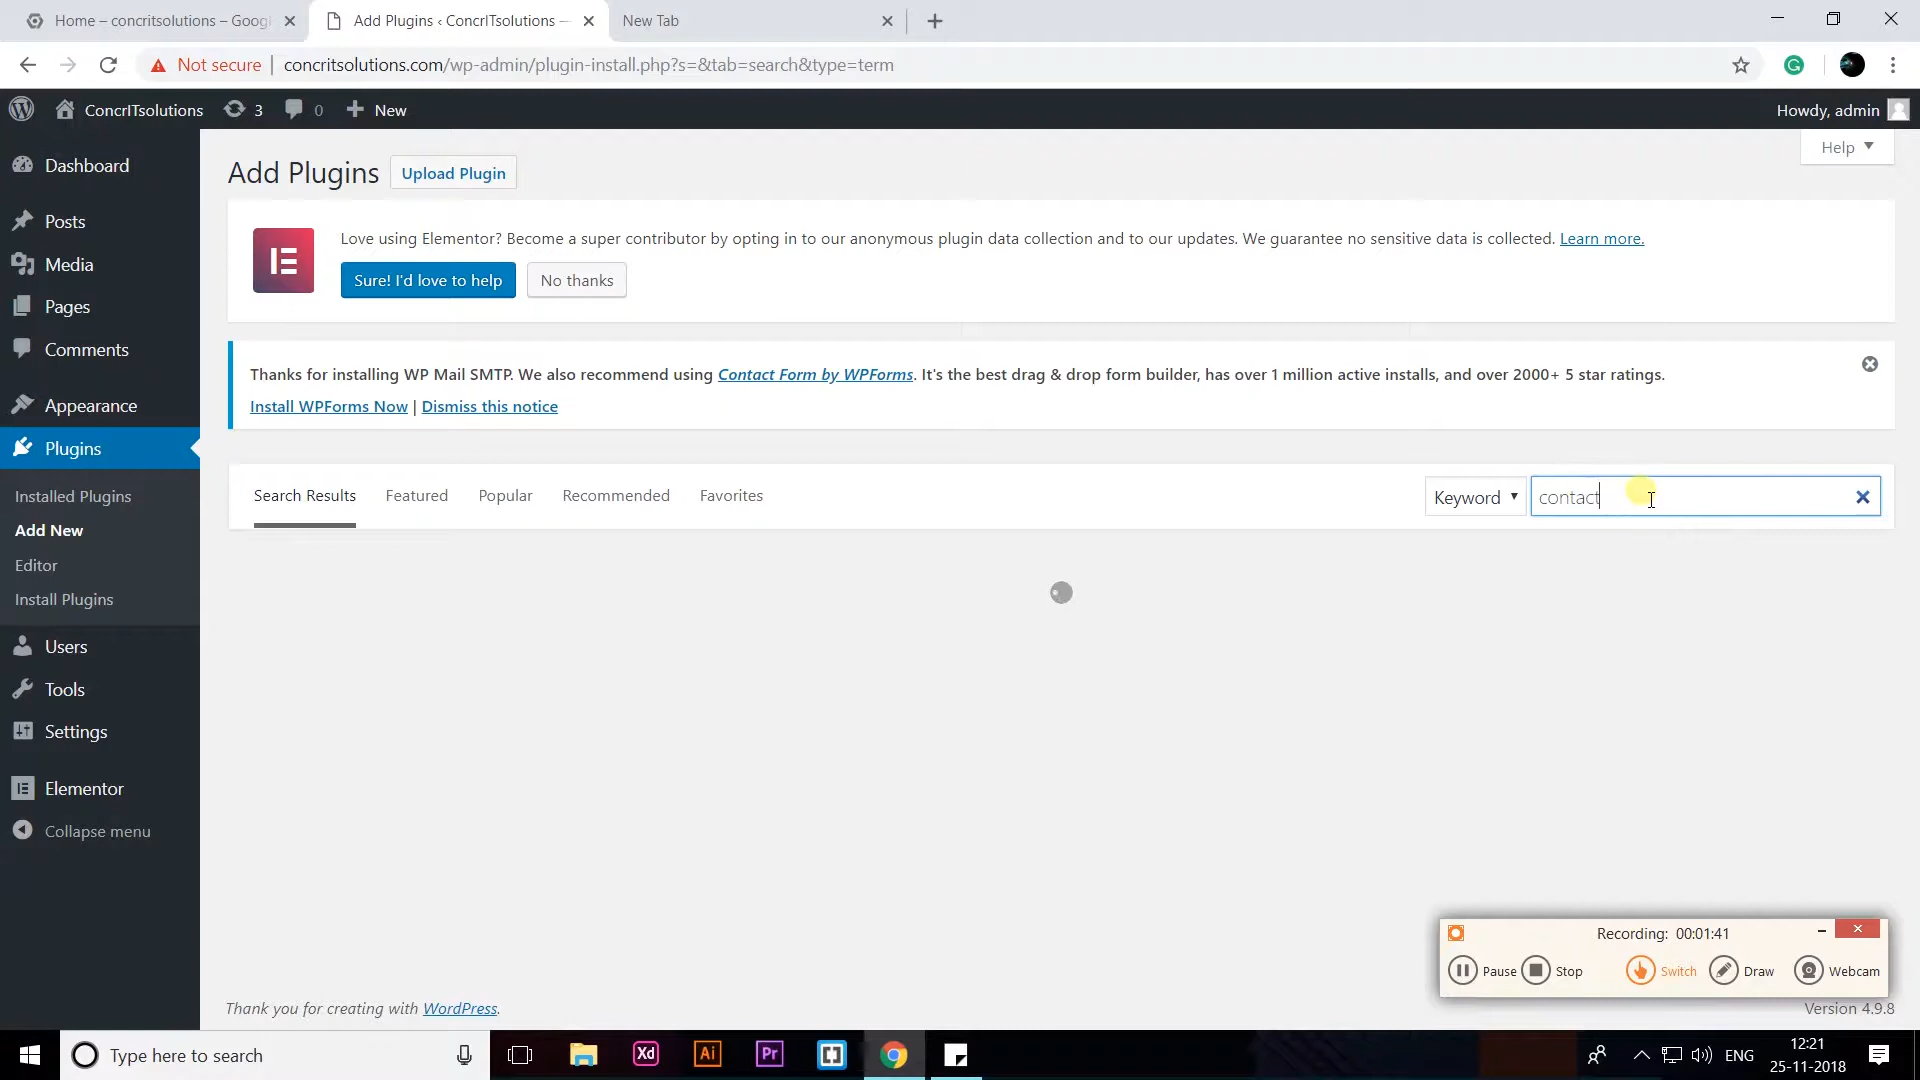 Home – concritsolutions – Googl
Add Plugins ‹ ConcrITsolutions —
New Tab
Not secure
concritsolutions.com/wp-admin/plugin-install.php?s=&tab=search&type=term
ConcrITsolutions
3
0
New
Howdy, admin
Dashboard
Posts
Media
Pages
Comments
Appearance
Plugins
Installed Plugins
Add New
Editor
Install Plugins
Users
Tools
Settings
Elementor
Collapse menu
Help
Add Plugins
Upload Plugin
Love using Elementor? Become a super contributor by opting in to our anonymous plugin data collection and to our updates. We guarantee no sensitive data is collected. Learn more.
Sure! I'd love to help
No thanks
Thanks for installing WP Mail SMTP. We also recommend using Contact Form by WPForms. It's the best drag & drop form builder, has over 1 million active installs, and over 2000+ 5 star ratings.
Install WPForms Now | Dismiss this notice
Search Results
Featured
Popular
Recommended
Favorites
Keyword
contact
Recording: 00:01:41
Pause
Stop
Switch
Draw
Webcam
Thank you for creating with WordPress.
Version 4.9.8
Type here to search
Xd
Ai
Pr
ENG
12:21
25-11-2018